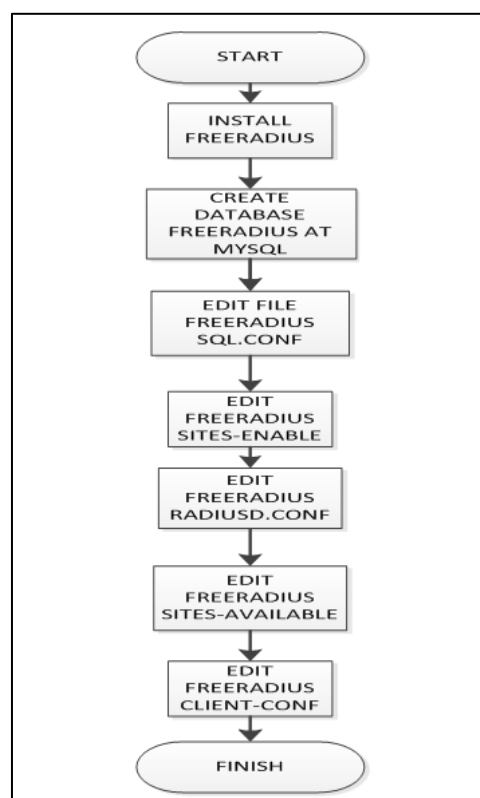 START
INSTALL
FREERADIUS
CREATE
DATABASE
FREERADIUS AT
MYSQL
EDIT FILE
FREERADIUS
SQL.CONF
EDIT
FREERADIUS
SITES-ENABLE
EDIT
FREERADIUS
RADIUSD.CONF
EDIT
FREERADIUS
SITES-AVAILABLE
EDIT
FREERADIUS
CLIENT-CONF
FINISH